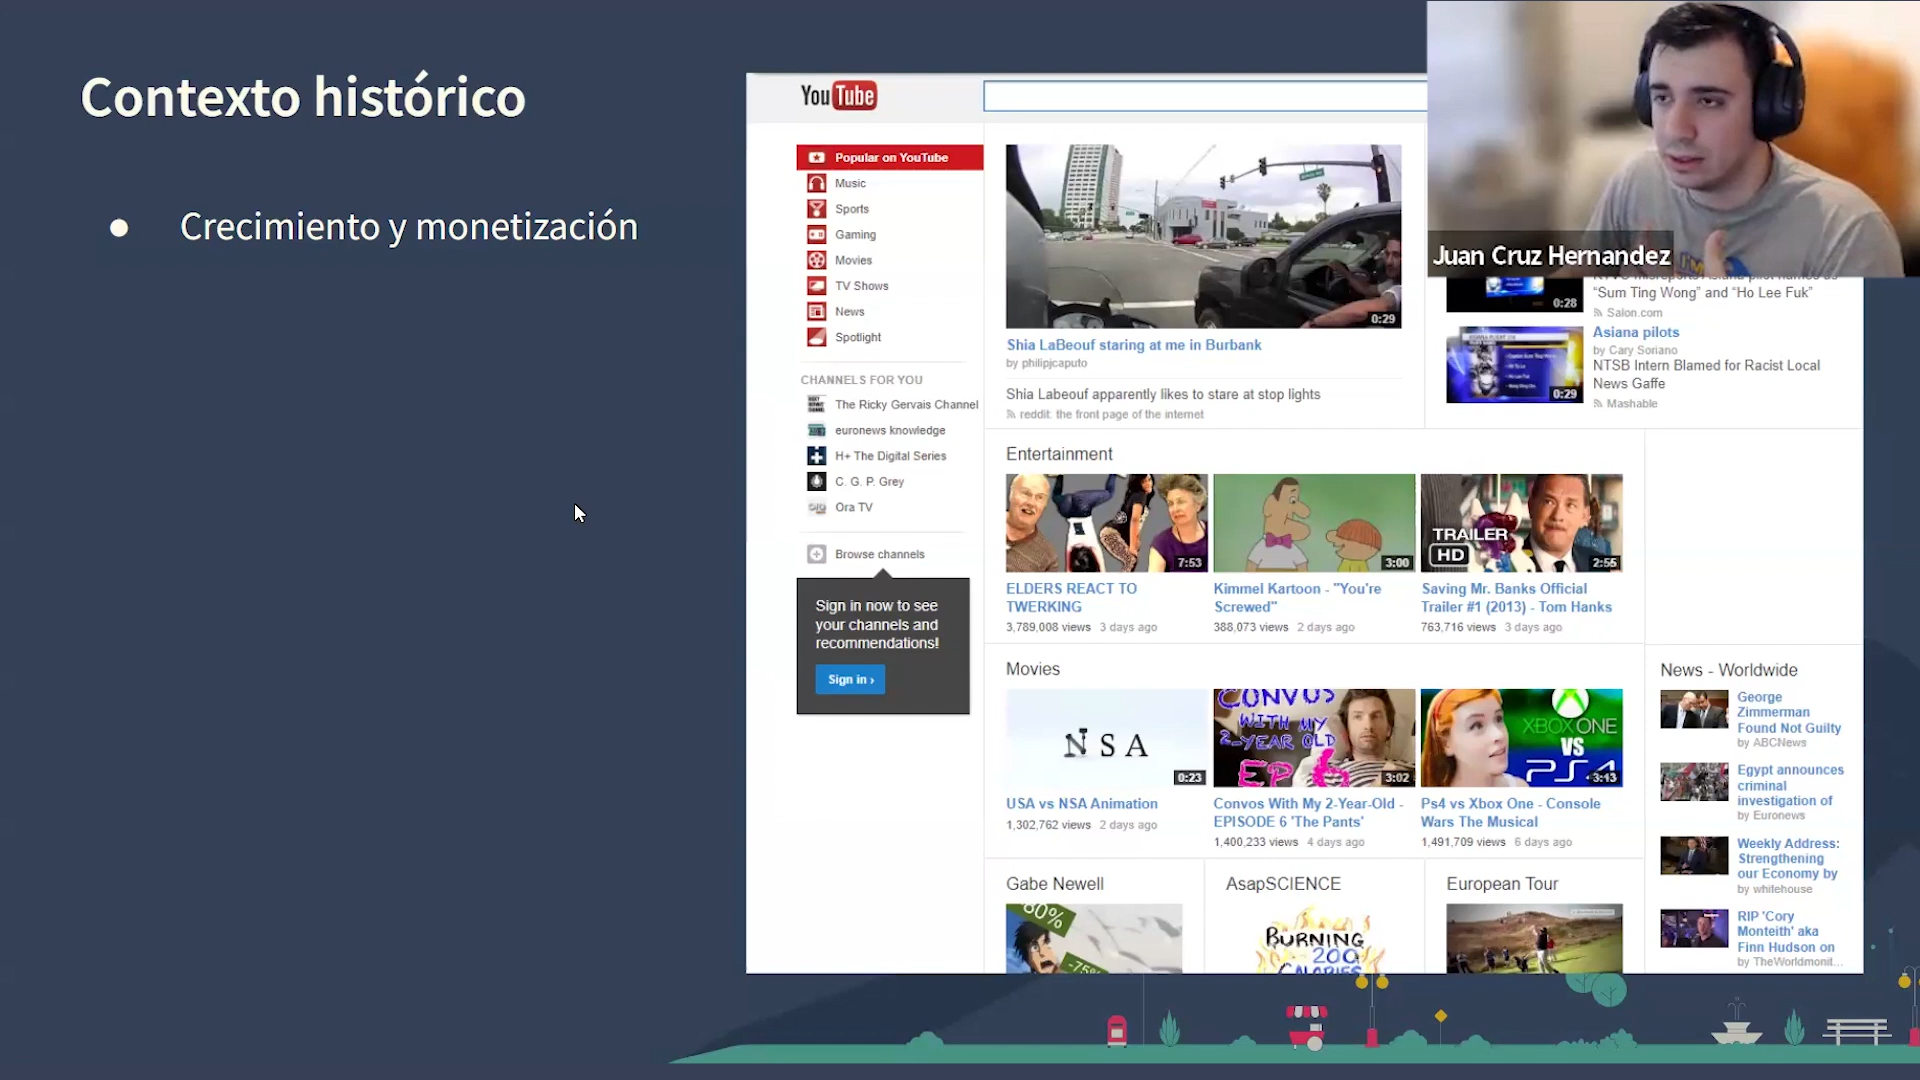 Contexto histórico
Crecimiento y monetización
YouTube
Popular on YouTube
Music
Sports
Gaming
Movies
TV Shows
News
Spotlight
CHANNELS FOR YOU
The Ricky Gervais Channel
euronews knowledge
H+ The Digital Series
C. G. P. Grey
Ora TV
Browse channels
Sign in now to see
your channels and
recommendations!
Sign in ›
0:29
Shia LaBeouf staring at me in Burbank
by philipjcaputo
Shia Labeouf apparently likes to stare at stop lights
reddit: the front page of the internet
Juan Cruz Hernandez
0:28
"Sum Ting Wong" and "Ho Lee Fuk"
Salon.com
0:29
Asiana pilots
by Cary Soriano
NTSB Intern Blamed for Racist Local
News Gaffe
Mashable
Entertainment
7:53
ELDERS REACT TO
TWERKING
3,789,008 views 3 days ago
3:00
Kimmel Kartoon - "You're
Screwed"
388,073 views 2 days ago
TRAILER
HD
2:55
Saving Mr. Banks Official
Trailer #1 (2013) - Tom Hanks
763,716 views 3 days ago
Movies
NSA
0:23
USA vs NSA Animation
1,302,762 views 2 days ago
CONVOS
WITH MY
2-YEAR OLD
EP 6
3:02
Convos With My 2-Year-Old -
EPISODE 6 'The Pants'
1,400,233 views 4 days ago
XBOX ONE
VS
PS4
3:13
Ps4 vs Xbox One - Console
Wars The Musical
1,491,709 views 6 days ago
News - Worldwide
George
Zimmerman
Found Not Guilty
by ABCNews
Egypt announces
criminal
investigation of
by Euronews
Weekly Address:
Strengthening
our Economy by
by whitehouse
RIP 'Cory
Monteith' aka
Finn Hudson on
by TheWorldmonit...
Gabe Newell
80%
-75%
AsapSCIENCE
BURNING
200
CALORIES
European Tour